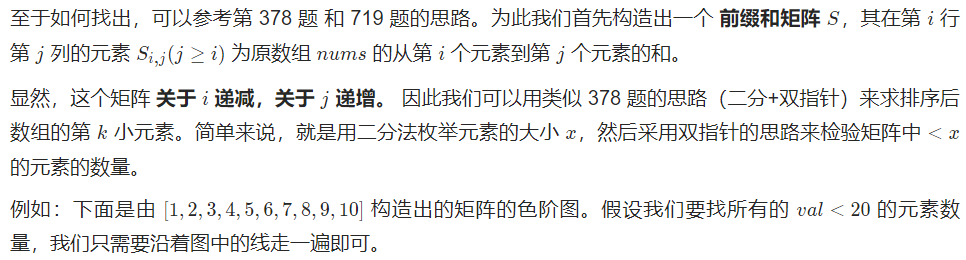 至于如何找出，可以参考第 378 题 和 719 题的思路。为此我们首先构造出一个 前缀和矩阵 S，其在第 i 行
第 j 列的元素 S_{i,j}(j ≥ i) 为原数组 nums 的从第 i 个元素到第 j 个元素的和。
显然，这个矩阵 关于 i 递减，关于 j 递增。 因此我们可以用类似 378 题的思路（二分+双指针）来求排序后
数组的第 k 小元素。简单来说，就是用二分法枚举元素的大小 x，然后采用双指针的思路来检验矩阵中 < x
的元素的数量。
例如：下面是由 [1, 2, 3, 4, 5, 6, 7, 8, 9, 10] 构造出的矩阵的色阶图。假设我们要找所有的 val < 20 的元素数
量，我们只需要沿着图中的线走一遍即可。